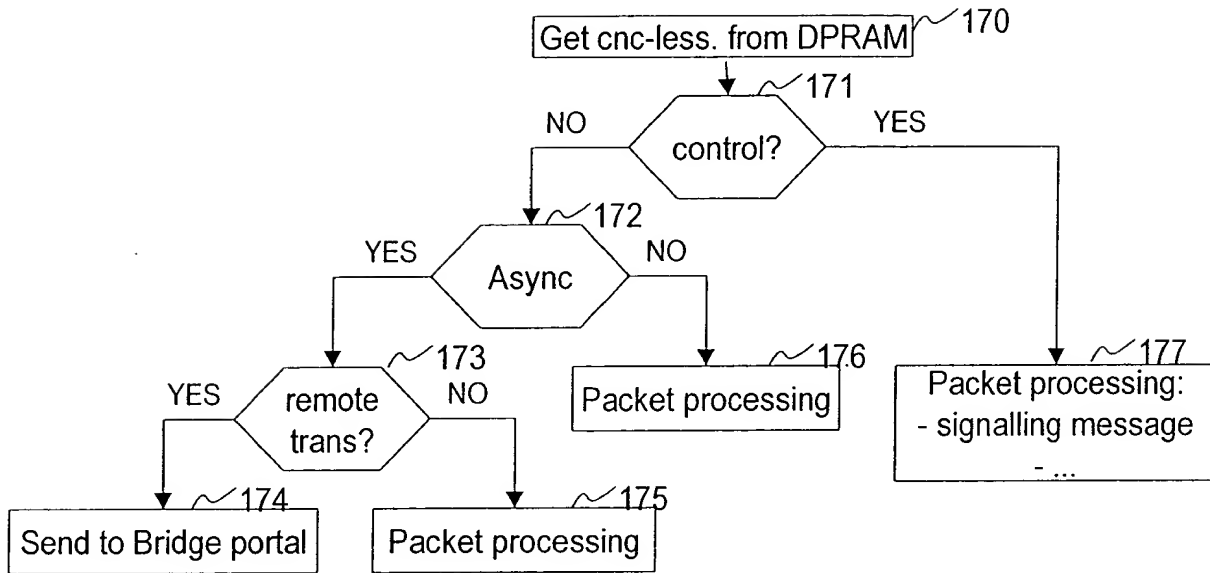 Get cnc-less. from DPRAM
170
171
control?
NO
YES
172
Async
YES
NO
173
remote
trans?
YES
NO
176
Packet processing
177
Packet processing:
- signalling message
- ...
174
Send to Bridge portal
175
Packet processing